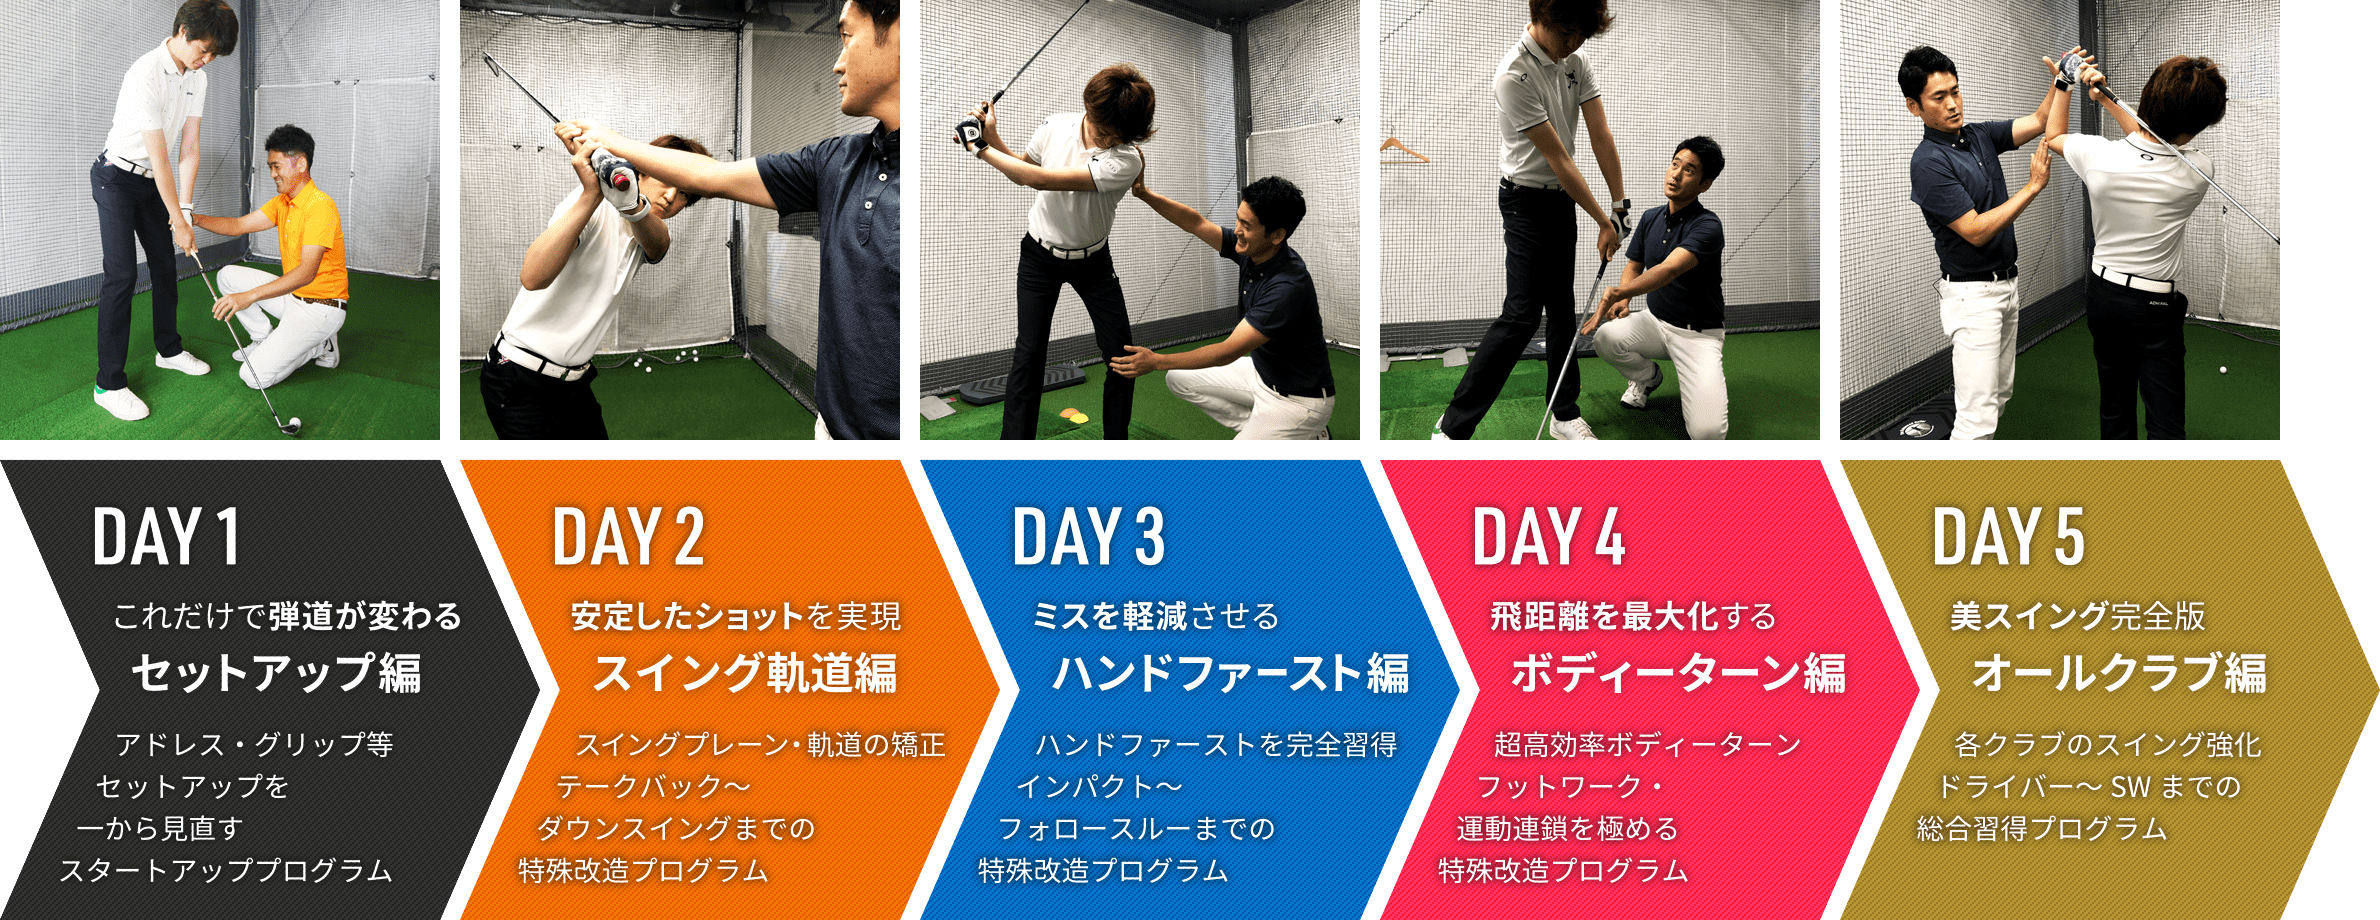 DAY 1
これだけで弾道が変わる
セットアップ編
アドレス・グリップ等
セットアップを
一から見直す
スタートアッププログラム
DAY 2
安定したショットを実現
スイング軌道編
スイングプレーン・軌道の矯正
テークバック〜
ダウンスイングまでの
特殊改造プログラム
DAY 3
ミスを軽減させる
ハンドファースト編
ハンドファーストを完全習得
インパクト〜
フォロースルーまでの
特殊改造プログラム
DAY 4
飛距離を最大化する
ボディーターン編
超高効率ボディーターン
フットワーク・
運動連鎖を極める
特殊改造プログラム
DAY 5
美スイング完全版
オールクラブ編
各クラブのスイング強化
ドライバー〜 SW までの
総合習得プログラム